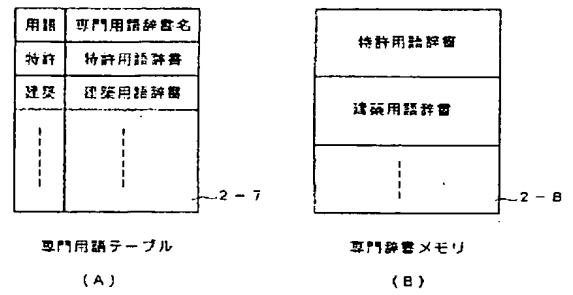 用語 専門用語辞書名
特許 特許用語辞書
建築 建築用語辞書
2-7
専門用語テーブル
(A)
特許用語辞書
建築用語辞書
2-8
専門辞書メモリ
(B)